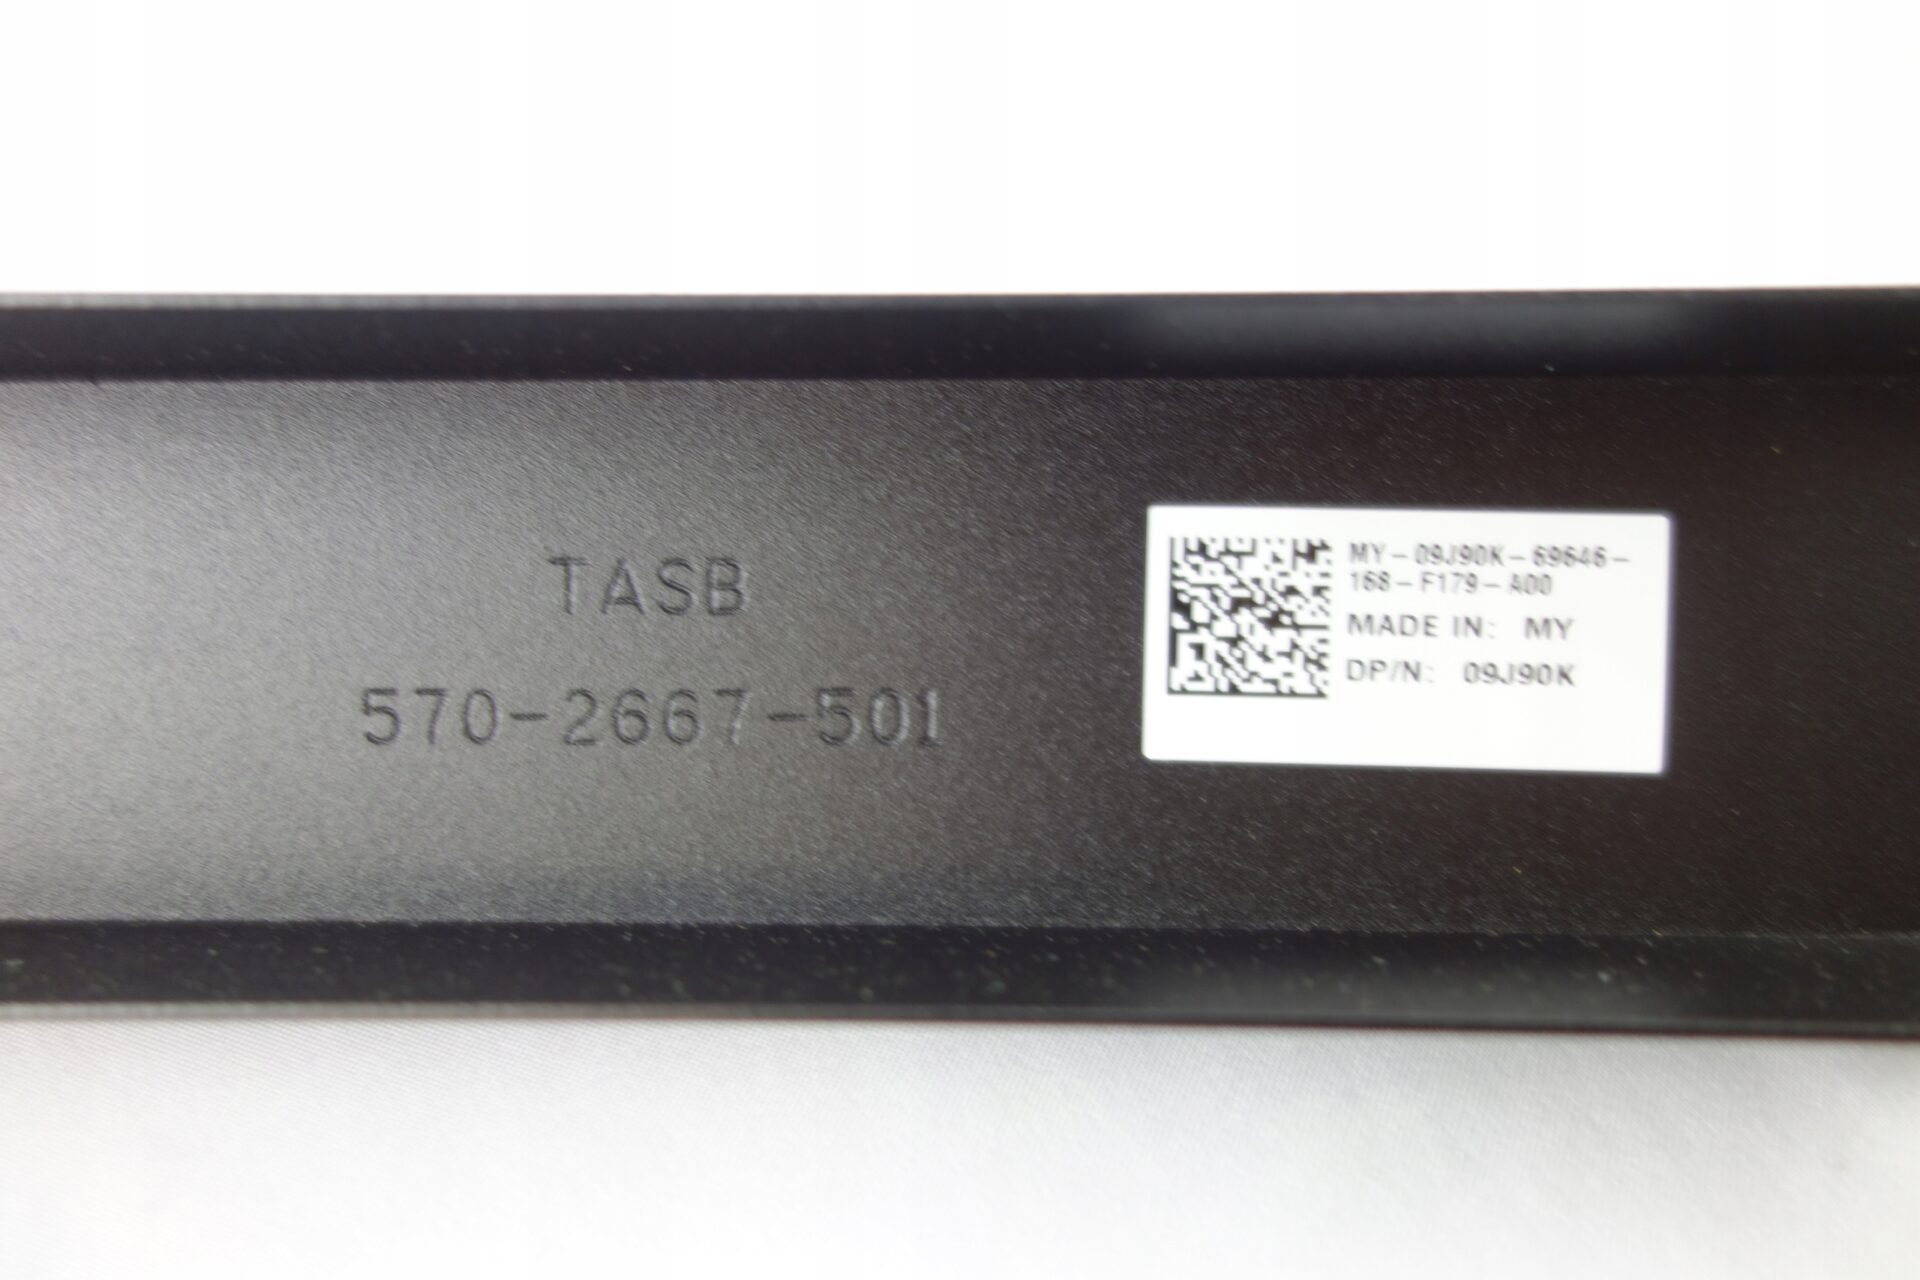 TASB
570-2667-501
MY-09J90K-69646-
168-F179-A00
MADE IN: MY
DP/N: 09J90K